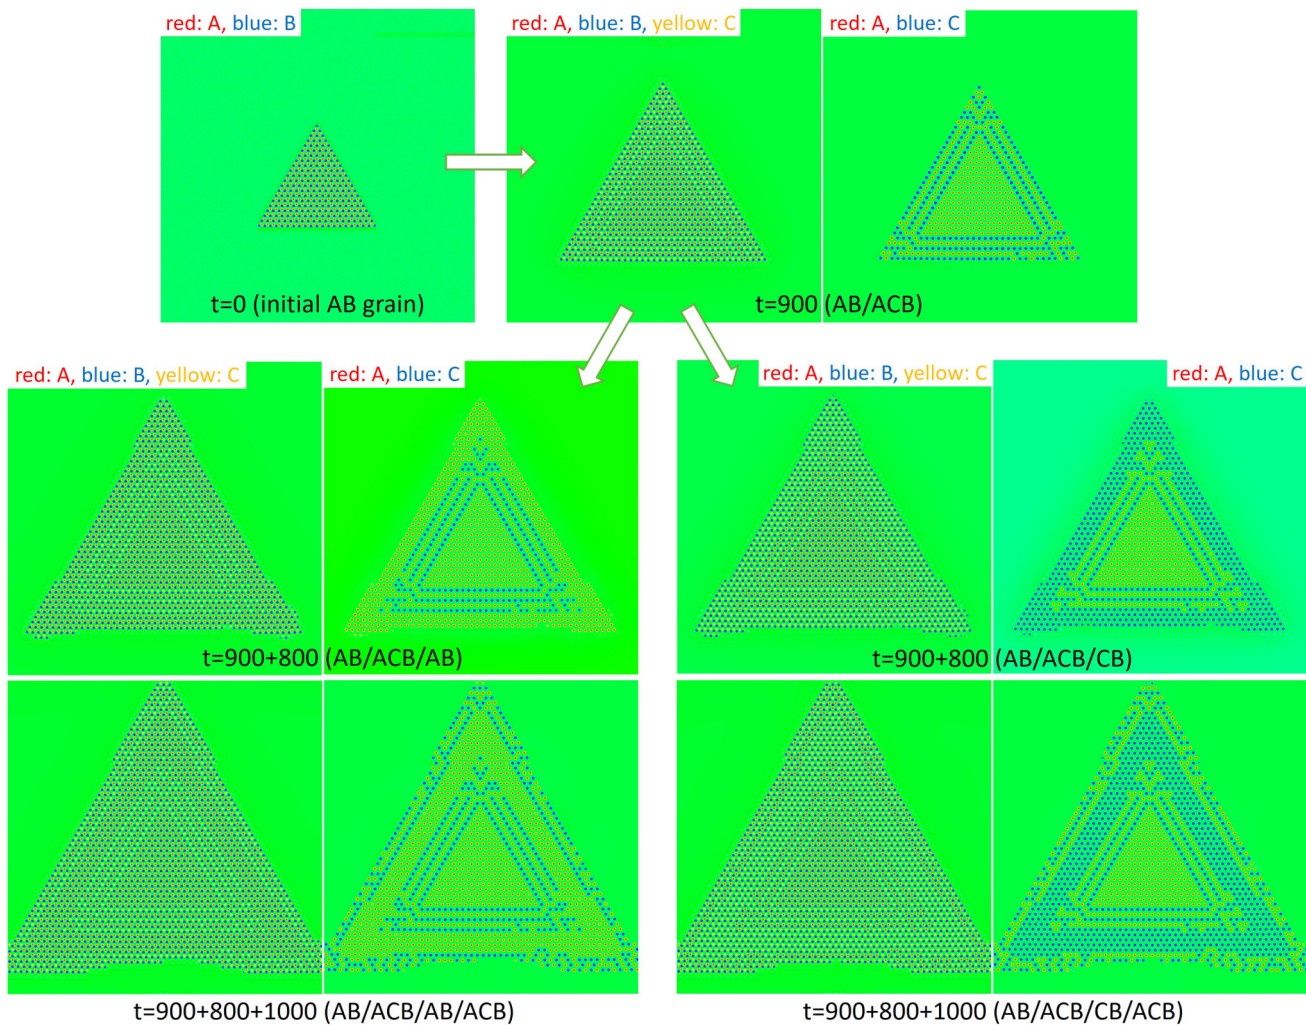 red: A, blue: B
red: A, blue: B, yellow: C
red: A, blue: C
t=0 (initial AB grain)
t=900 (AB/ACB)
red: A, blue: B, yellow: C
red: A, blue: C
red: A, blue: B, yellow: C
red: A, blue: C
t=900+800 (AB/ACB/AB)
t=900+800 (AB/ACB/CB)
t=900+800+1000 (AB/ACB/AB/ACB)
t=900+800+1000 (AB/ACB/CB/ACB)